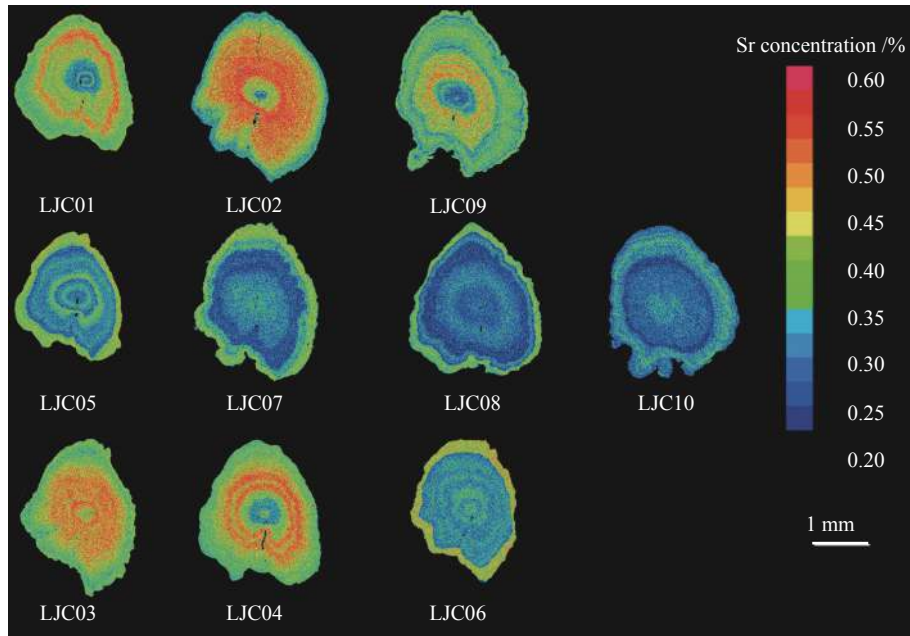 Sr concentration /%
0.60
0.55
0.50
0.45
0.40
0.35
0.30
0.25
0.20
1 mm
LJC01
LJC02
LJC09
LJC05
LJC07
LJC08
LJC10
LJC03
LJC04
LJC06